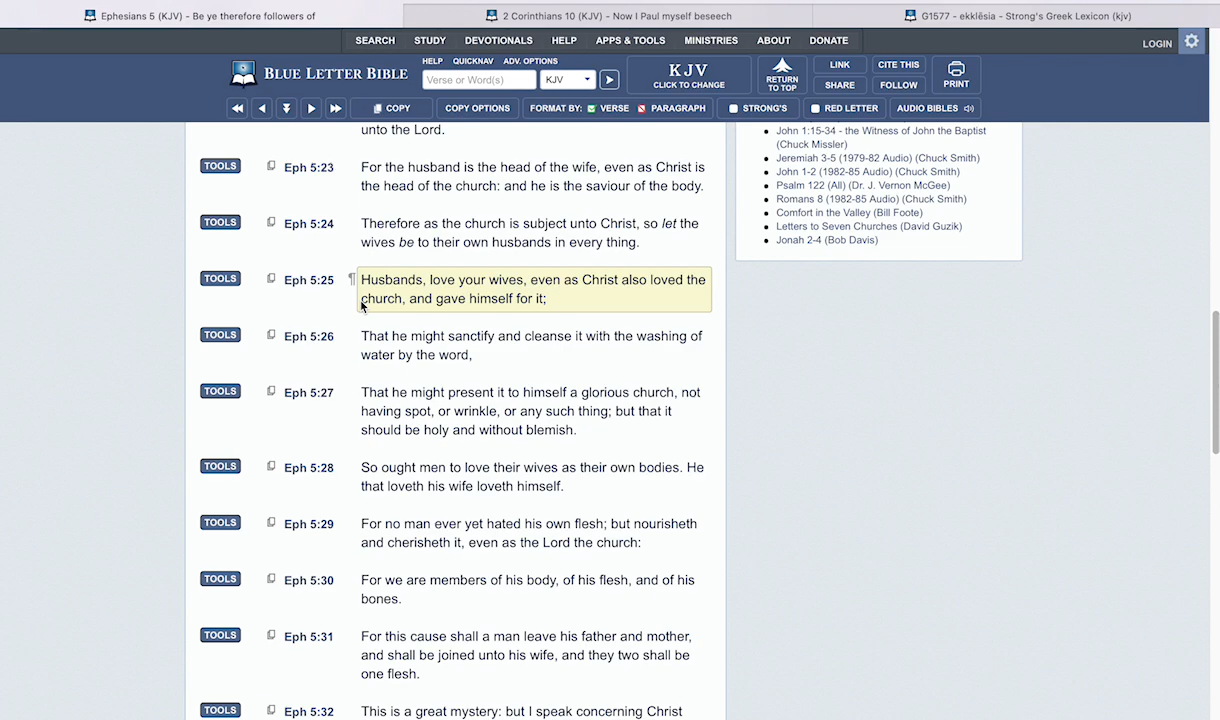 Ephesians 5 (KJV) - Be ye therefore followers of
2 Corinthians 10 (KJV) - Now I Paul myself beseech
G1577 - ekklēsia - Strong's Greek Lexicon (kjv)
SEARCH STUDY DEVOTIONALS HELP APPS & TOOLS MINISTRIES ABOUT DONATE
LOGIN
BLUE LETTER BIBLE
HELP QUICKNAV ADV. OPTIONS
Verse or Word(s)
KJV
KJV
CLICK TO CHANGE
RETURN
TO TOP
LINK
CITE THIS
SHARE
FOLLOW
PRINT
COPY
COPY OPTIONS
FORMAT BY: VERSE PARAGRAPH
STRONG'S
RED LETTER
AUDIO BIBLES
unto the Lord.
TOOLS Eph 5:23 For the husband is the head of the wife, even as Christ is
the head of the church: and he is the saviour of the body.
TOOLS Eph 5:24 Therefore as the church is subject unto Christ, so let the
wives be to their own husbands in every thing.
TOOLS Eph 5:25 ¶ Husbands, love your wives, even as Christ also loved the
church, and gave himself for it;
TOOLS Eph 5:26 That he might sanctify and cleanse it with the washing of
water by the word,
TOOLS Eph 5:27 That he might present it to himself a glorious church, not
having spot, or wrinkle, or any such thing; but that it
should be holy and without blemish.
TOOLS Eph 5:28 So ought men to love their wives as their own bodies. He
that loveth his wife loveth himself.
TOOLS Eph 5:29 For no man ever yet hated his own flesh; but nourisheth
and cherisheth it, even as the Lord the church:
TOOLS Eph 5:30 For we are members of his body, of his flesh, and of his
bones.
TOOLS Eph 5:31 For this cause shall a man leave his father and mother,
and shall be joined unto his wife, and they two shall be
one flesh.
TOOLS Eph 5:32 This is a great mystery: but I speak concerning Christ
John 1:15-34 - the Witness of John the Baptist
(Chuck Missler)
Jeremiah 3-5 (1979-82 Audio) (Chuck Smith)
John 1-2 (1982-85 Audio) (Chuck Smith)
Psalm 122 (All) (Dr. J. Vernon McGee)
Romans 8 (1982-85 Audio) (Chuck Smith)
Comfort in the Valley (Bill Foote)
Letters to Seven Churches (David Guzik)
Jonah 2-4 (Bob Davis)